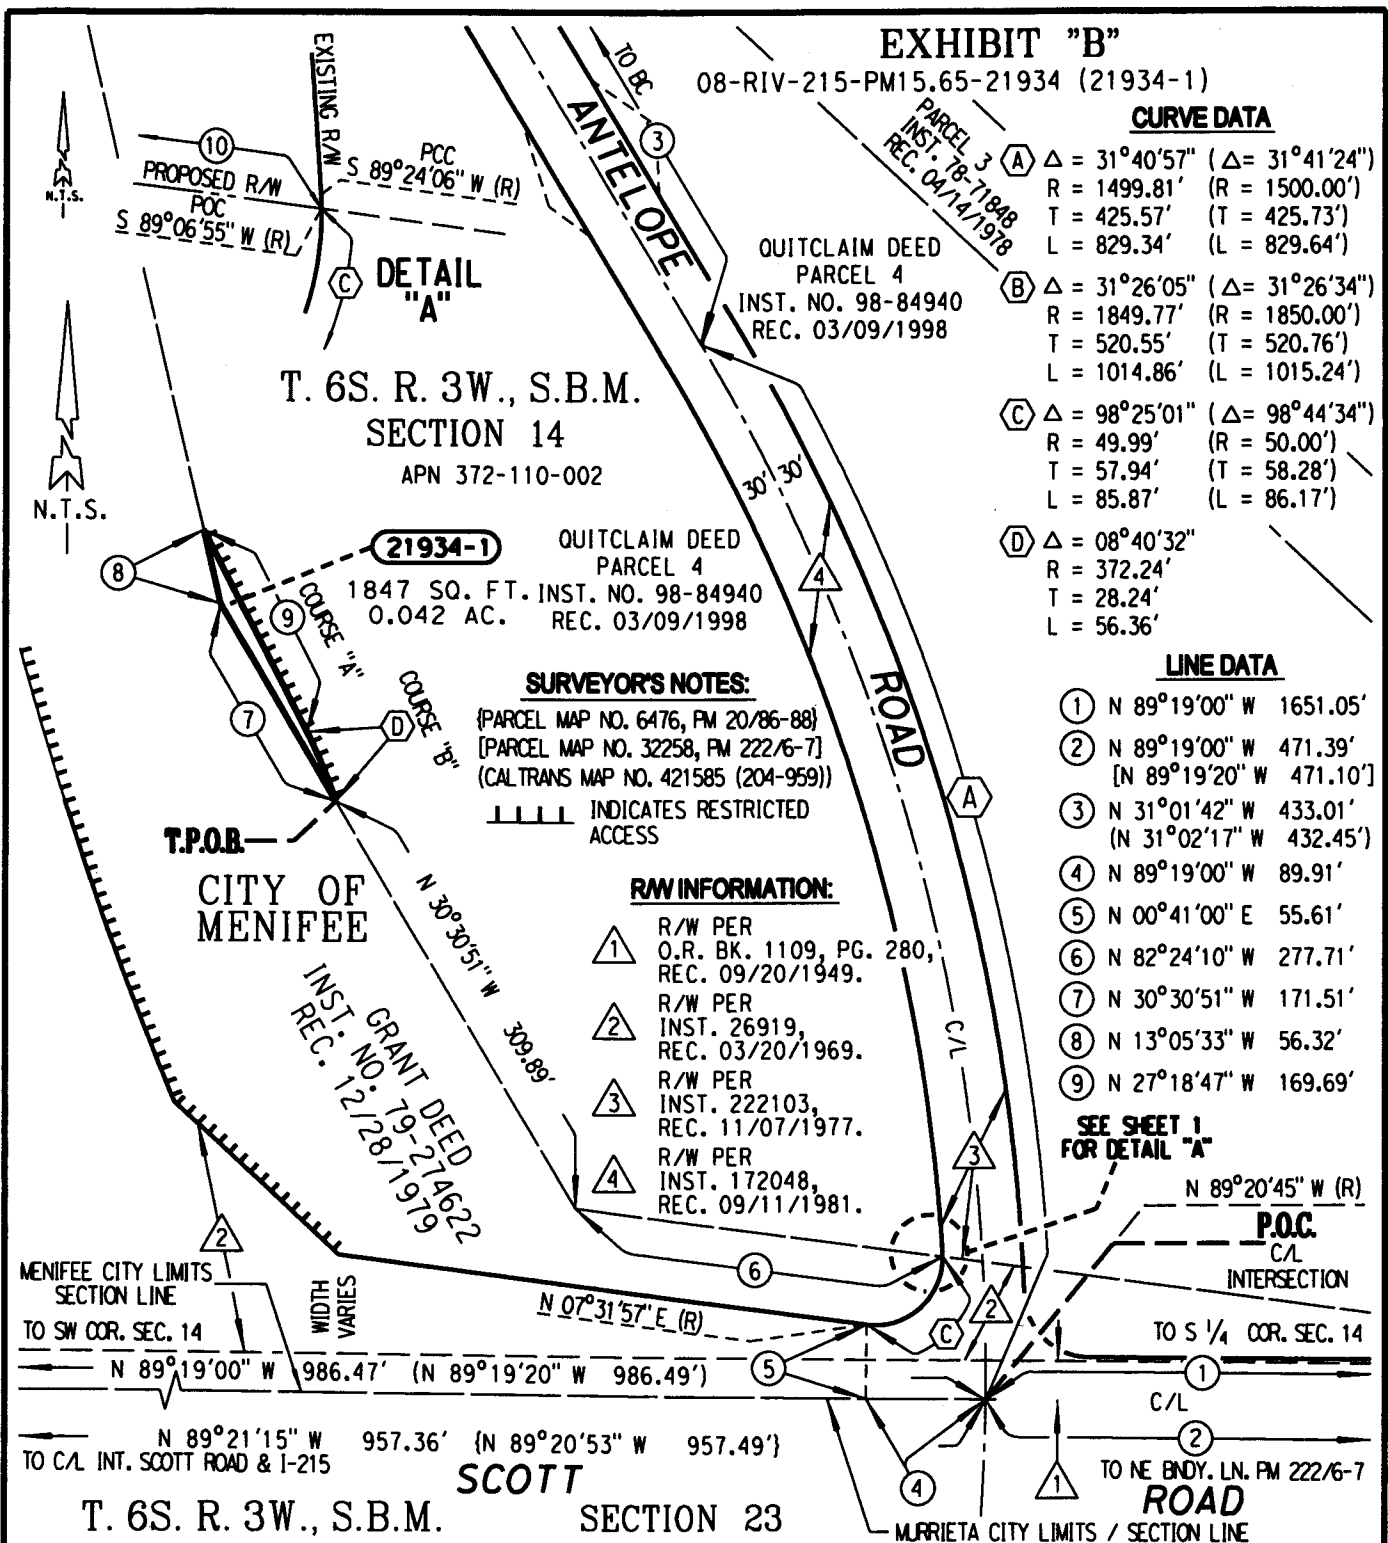 EXHIBIT "B"
08-RIV-215-PM15.65-21934 (21934-1)
EXISTING R/W
N.T.S.
10
PROPOSED R/W
PCC
S 89°24'06" W (R)
POC
S 89°06'55" W (R)
C
DETAIL
"A"
TO BC
3
ANTELOPE
PARCEL 3
INST. 78-71848
REC. 04/14/1978
QUITCLAIM DEED
PARCEL 4
INST. NO. 98-84940
REC. 03/09/1998
CURVE DATA
A Δ = 31°40'57" (Δ= 31°41'24")
R = 1499.81' (R = 1500.00')
T = 425.57' (T = 425.73')
L = 829.34' (L = 829.64')
B Δ = 31°26'05" (Δ= 31°26'34")
R = 1849.77' (R = 1850.00')
T = 520.55' (T = 520.76')
L = 1014.86' (L = 1015.24')
C Δ = 98°25'01" (Δ= 98°44'34")
R = 49.99' (R = 50.00')
T = 57.94' (T = 58.28')
L = 85.87' (L = 86.17')
D Δ = 08°40'32"
R = 372.24'
T = 28.24'
L = 56.36'
T. 6S. R. 3W., S.B.M.
SECTION 14
APN 372-110-002
N.T.S.
30' 30'
4
8
21934-1
1847 SQ. FT.
0.042 AC.
QUITCLAIM DEED
PARCEL 4
INST. NO. 98-84940
REC. 03/09/1998
9
COURSE "A"
COURSE "B"
7
D
ROAD
A
SURVEYOR'S NOTES:
{PARCEL MAP NO. 6476, PM 20/86-88}
[PARCEL MAP NO. 32258, PM 222/6-7]
(CALTRANS MAP NO. 421585 (204-959))
INDICATES RESTRICTED
ACCESS
LINE DATA
1 N 89°19'00" W 1651.05'
2 N 89°19'00" W 471.39'
[N 89°19'20" W 471.10']
3 N 31°01'42" W 433.01'
(N 31°02'17" W 432.45')
4 N 89°19'00" W 89.91'
5 N 00°41'00" E 55.61'
6 N 82°24'10" W 277.71'
7 N 30°30'51" W 171.51'
8 N 13°05'33" W 56.32'
9 N 27°18'47" W 169.69'
T.P.O.B.
CITY OF
MENIFEE
N 30°30'51" W
309.89'
GRANT DEED
INST. NO. 79-274622
REC. 12/28/1979
R/W INFORMATION:
1 R/W PER
O.R. BK. 1109, PG. 280,
REC. 09/20/1949.
2 R/W PER
INST. 26919,
REC. 03/20/1969.
3 R/W PER
INST. 222103,
REC. 11/07/1977.
4 R/W PER
INST. 172048,
REC. 09/11/1981.
C/L
3
SEE SHEET 1
FOR DETAIL "A"
N 89°20'45" W (R)
P.O.C.
C/L
INTERSECTION
2
6
2
C
MENIFEE CITY LIMITS
SECTION LINE
WIDTH
VARIES
N 07°31'57" E (R)
TO SW COR. SEC. 14
TO S 1/4 COR. SEC. 14
N 89°19'00" W 986.47' (N 89°19'20" W 986.49')
5
1
C/L
N 89°21'15" W 957.36' {N 89°20'53" W 957.49'}
2
TO C/L INT. SCOTT ROAD & I-215
TO NE BNDY. LN. PM 222/6-7
4
1
SCOTT
ROAD
T. 6S. R. 3W., S.B.M.
SECTION 23
MURRIETA CITY LIMITS / SECTION LINE